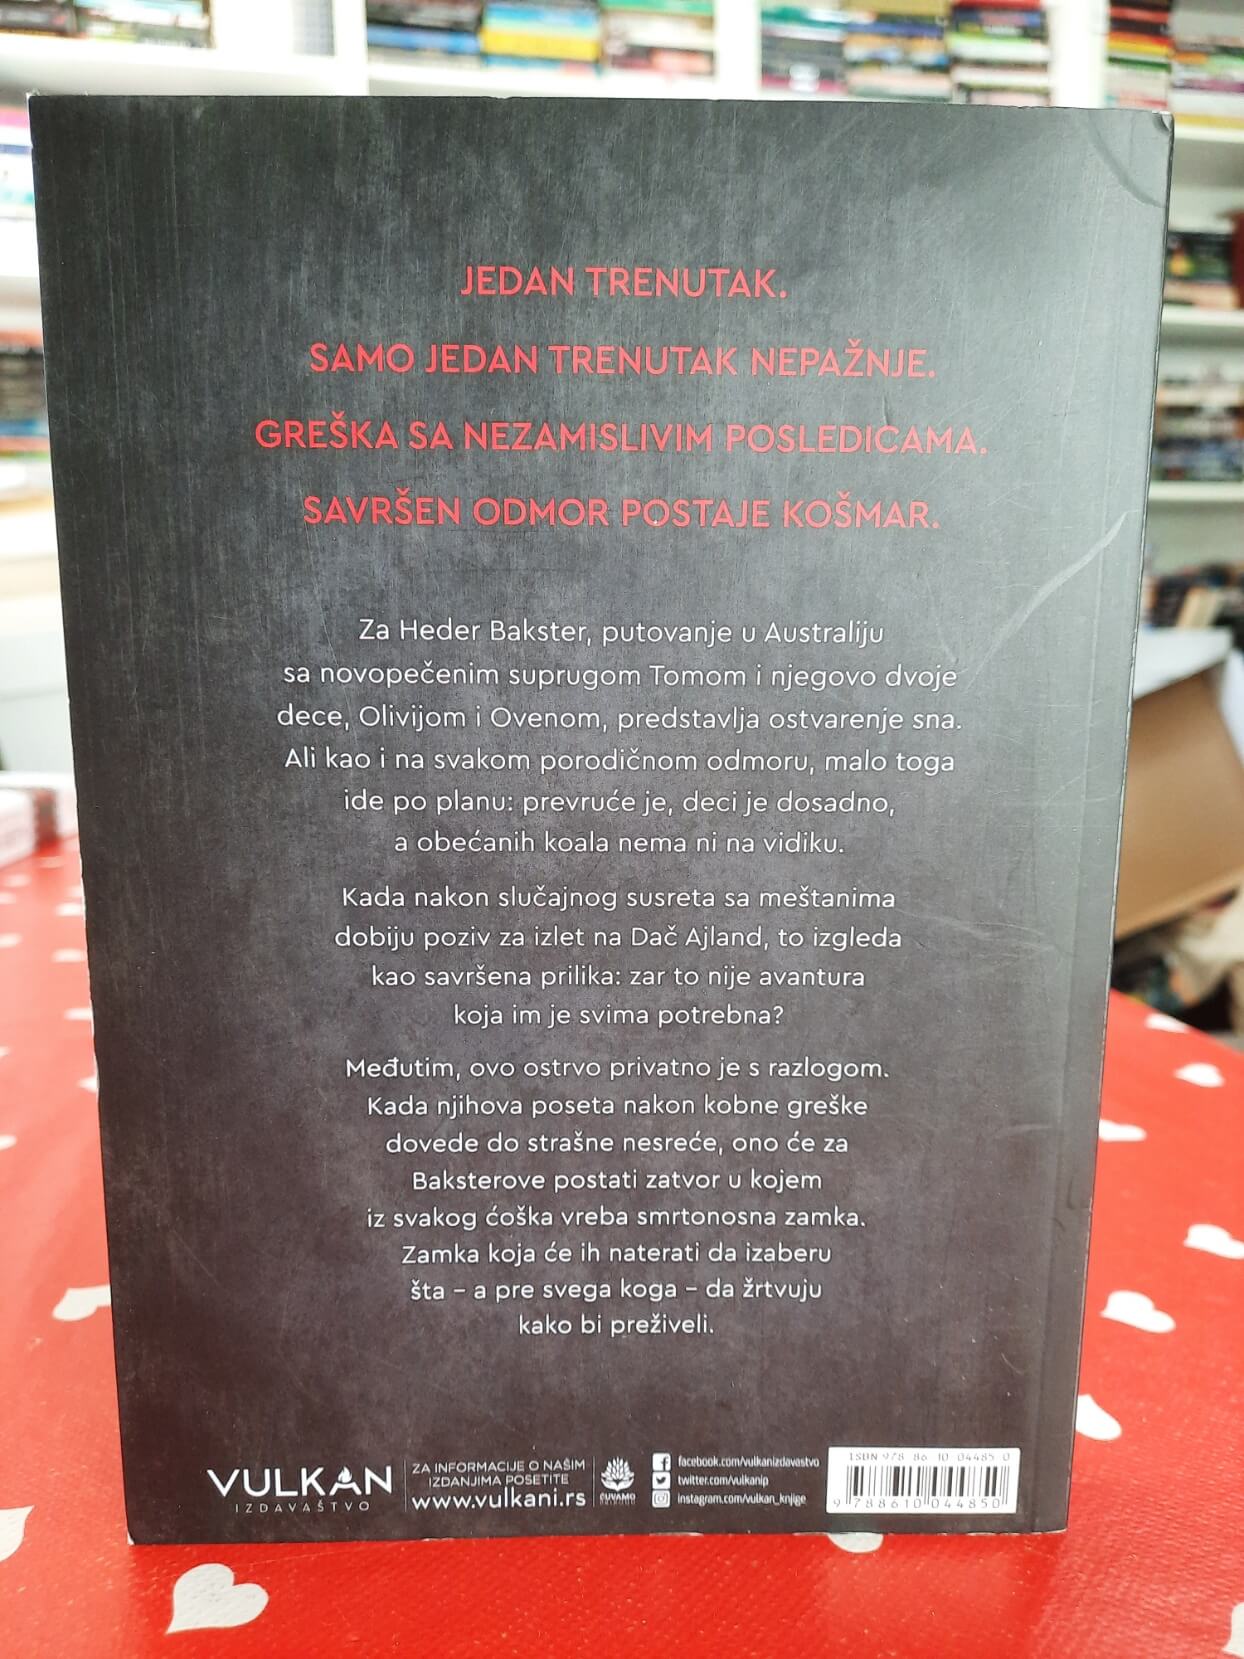 JEDAN TRENUTAK.
SAMO JEDAN TRENUTAK NEPAŽNJE.
GREŠKA SA NEZAMISLIVIM POSLEDICAMA.
SAVRŠEN ODMOR POSTAJE KOŠMAR.
Za Heder Bakster, putovanje u Australiju
sa novopečenim suprugom Tomom i njegovo dvoje
dece, Olivijom i Ovenom, predstavlja ostvarenje sna.
Ali kao i na svakom porodičnom odmoru, malo toga
ide po planu: prevruće je, deci je dosadno,
a obećanih koala nema ni na vidiku.
Kada nakon slučajnog susreta sa meštanima
dobiju poziv za izlet na Dač Ajland, to izgleda
kao savršena prilika: zar to nije avantura
koja im je svima potrebna?
Međutim, ovo ostrvo privatno je s razlogom.
Kada njihova poseta nakon kobne greške
dovede do strašne nesreće, ono će za
Baksterove postati zatvor u kojem
iz svakog ćoška vreba smrtonosna zamka.
Zamka koja će ih naterati da izaberu
šta – a pre svega koga – da žrtvuju
kako bi preživeli.
VULKAN
IZDAVAŠTVO
ZA INFORMACIJE O NAŠIM
IZDANJIMA POSETITE
www.vulkani.rs
ČUVAMO
facebook.com/vulkanizdavastvo
twitter.com/vulkanip
instagram.com/vulkan_knjige
ISBN 978 86 10 04485 0
9 788610 044850